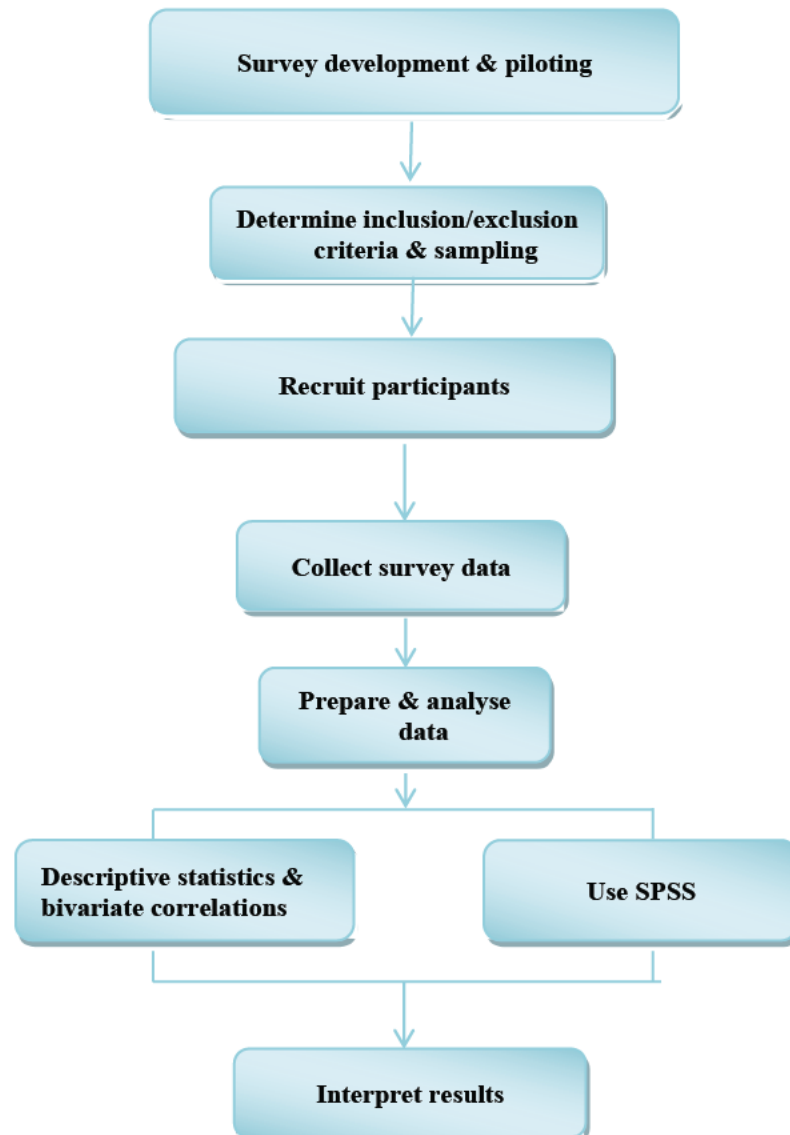 Survey development & piloting
Determine inclusion/exclusion
criteria & sampling
Recruit participants
Collect survey data
Prepare & analyse
data
Descriptive statistics &
bivariate correlations
Use SPSS
Interpret results